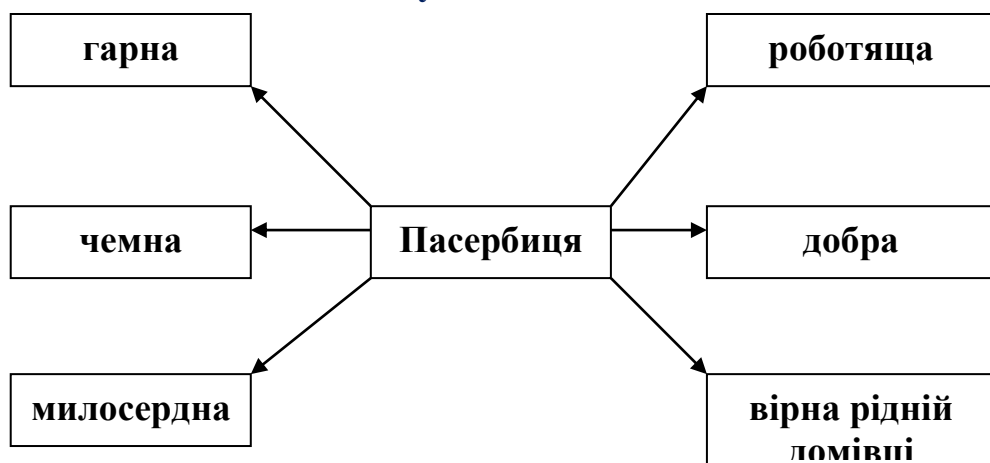 гарна
роботяща
чемна
Пасербиця
добра
милосердна
вірна рідній
домівці